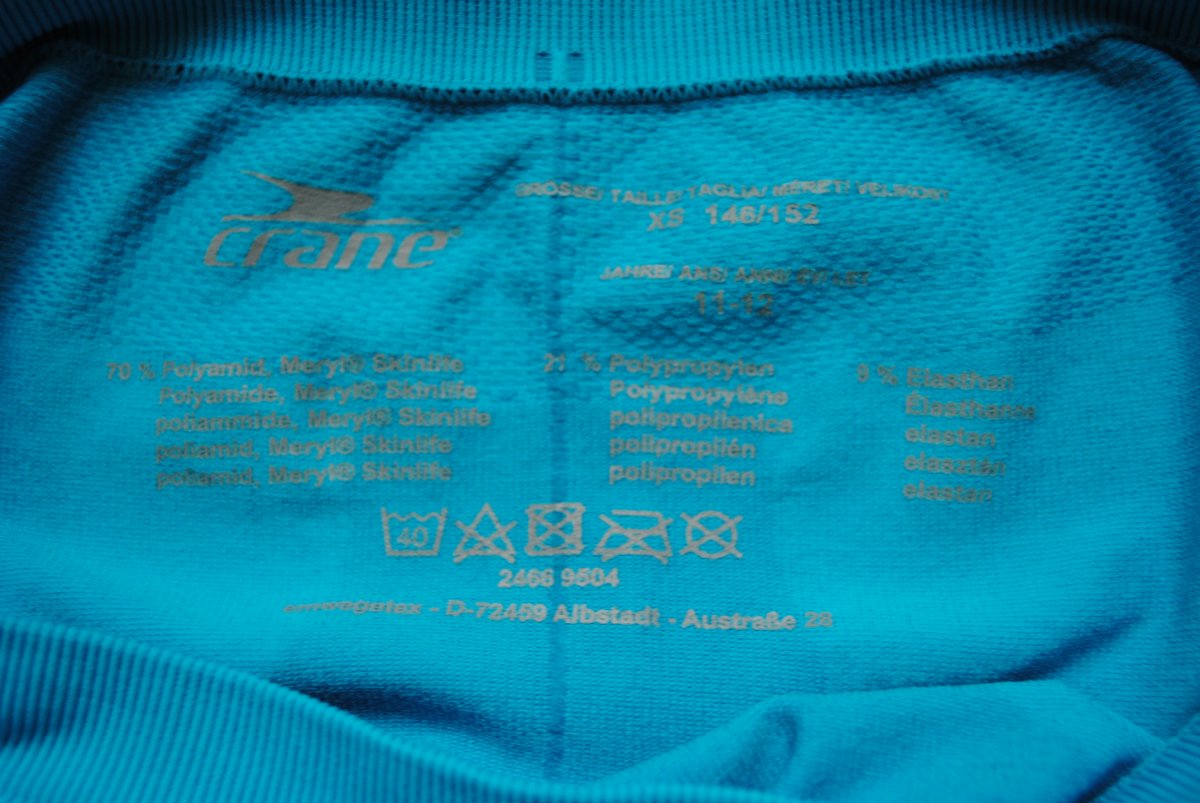 crane
GRÖSSE/ TAILLE/ TAGLIA/ MÉRET/ VELIKOST
XS 146/152
JAHRE/ ANS/ ANNI/ ÉV/ LET
11-12
70 % Polyamid, Meryl® Skinlife
Polyamide, Meryl® Skinlife
poliammide, Meryl® Skinlife
poliamid, Meryl® Skinlife
poliamid, Meryl® Skinlife
21 % Polypropylen
Polypropylène
polipropilenica
polipropilén
polipropilen
9 % Elasthan
Élasthanne
elastan
elasztán
elastan
40
2466 9504
- D-72459 Albstadt - Austraße 28